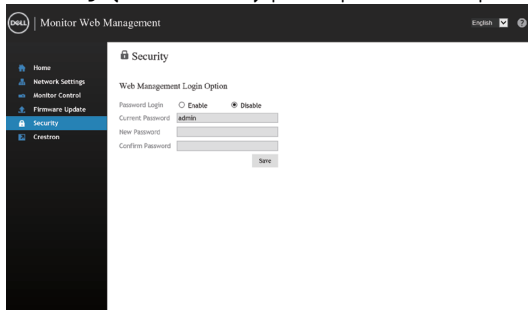 DELL | Monitor Web Management
English
Home
Network Settings
Monitor Control
Firmware Update
Security
Crestron
Security
Web Management Login Option
Password Login Enable Disable
Current Password admin
New Password
Confirm Password
Save